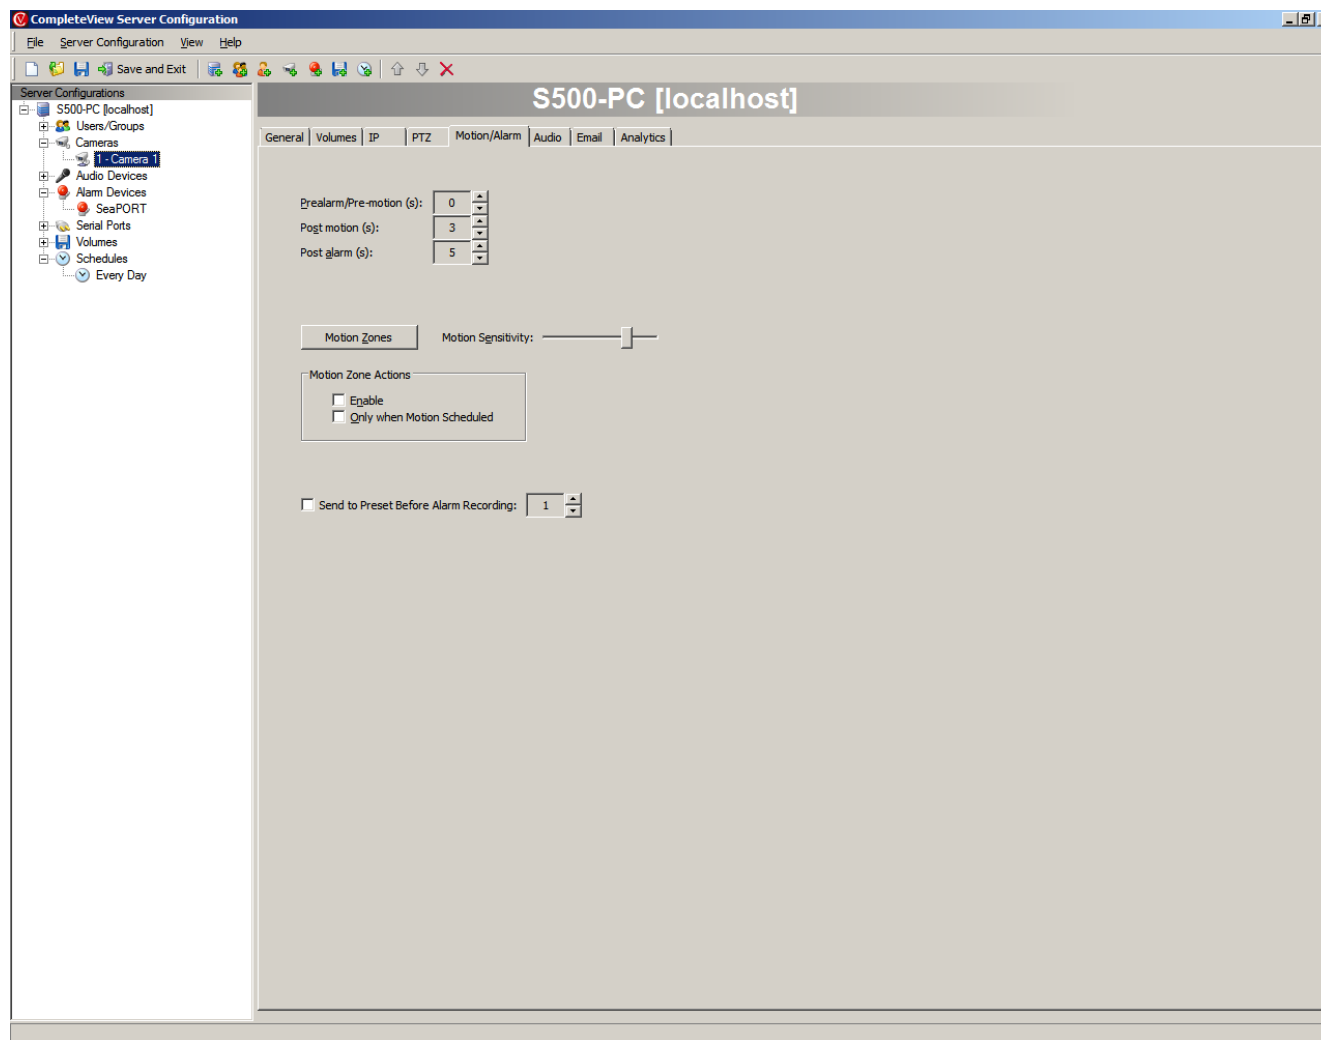 CompleteView Server Configuration
File Server Configuration View Help
Save and Exit
Server Configurations
S500-PC [localhost]
Users/Groups
Cameras
1 - Camera 1
Audio Devices
Alarm Devices
SeaPORT
Serial Ports
Volumes
Schedules
Every Day
S500-PC [localhost]
General Volumes IP PTZ Motion/Alarm Audio Email Analytics
Prealarm/Pre-motion (s): 0
Post motion (s): 3
Post alarm (s): 5
Motion Zones Motion Sensitivity:
Motion Zone Actions
Enable
Only when Motion Scheduled
Send to Preset Before Alarm Recording: 1